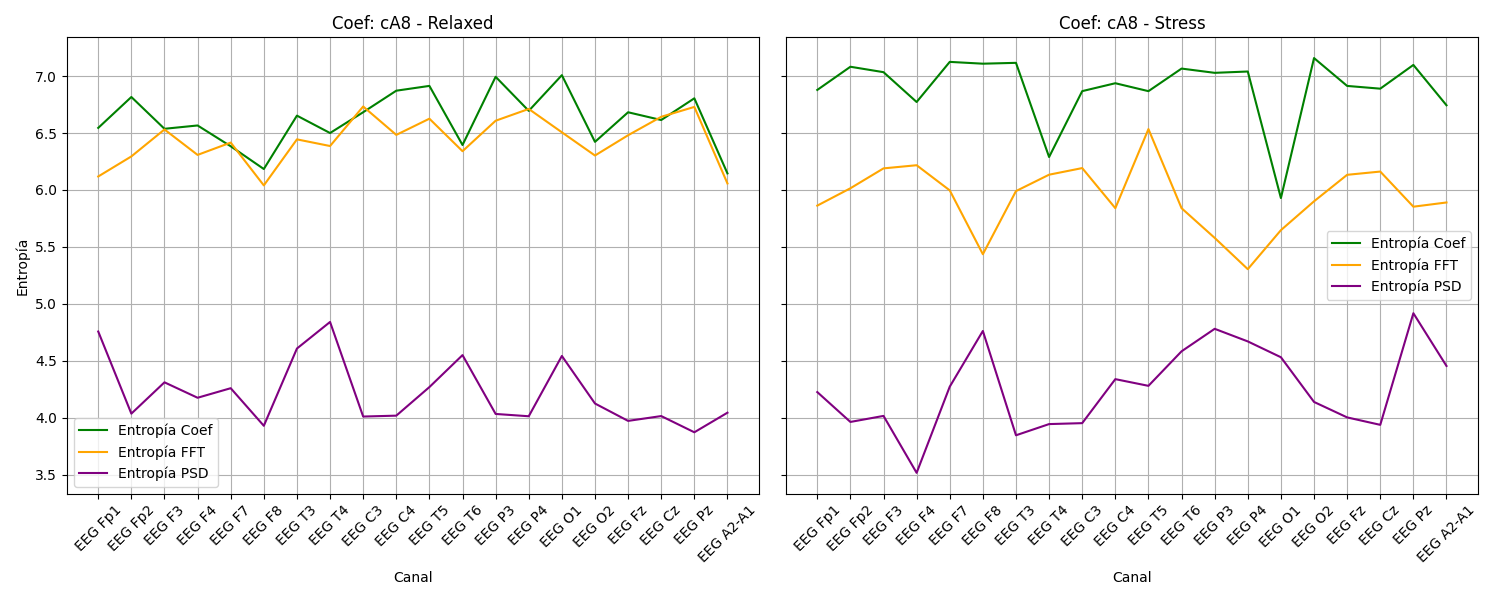 Coef: cA8 - Relaxed
Entropía
7.0
6.5
6.0
5.5
5.0
4.5
4.0
3.5
Entropía Coef
Entropía FFT
Entropía PSD
EEG Fp1
EEG Fp2
EEG F3
EEG F4
EEG F7
EEG F8
EEG T3
EEG T4
EEG C3
EEG C4
EEG T5
EEG T6
EEG P3
EEG P4
EEG O1
EEG O2
EEG Fz
EEG Cz
EEG Pz
EEG A2-A1
Canal
Coef: cA8 - Stress
Entropía Coef
Entropía FFT
Entropía PSD
EEG Fp1
EEG Fp2
EEG F3
EEG F4
EEG F7
EEG F8
EEG T3
EEG T4
EEG C3
EEG C4
EEG T5
EEG T6
EEG P3
EEG P4
EEG O1
EEG O2
EEG Fz
EEG Cz
EEG Pz
EEG A2-A1
Canal